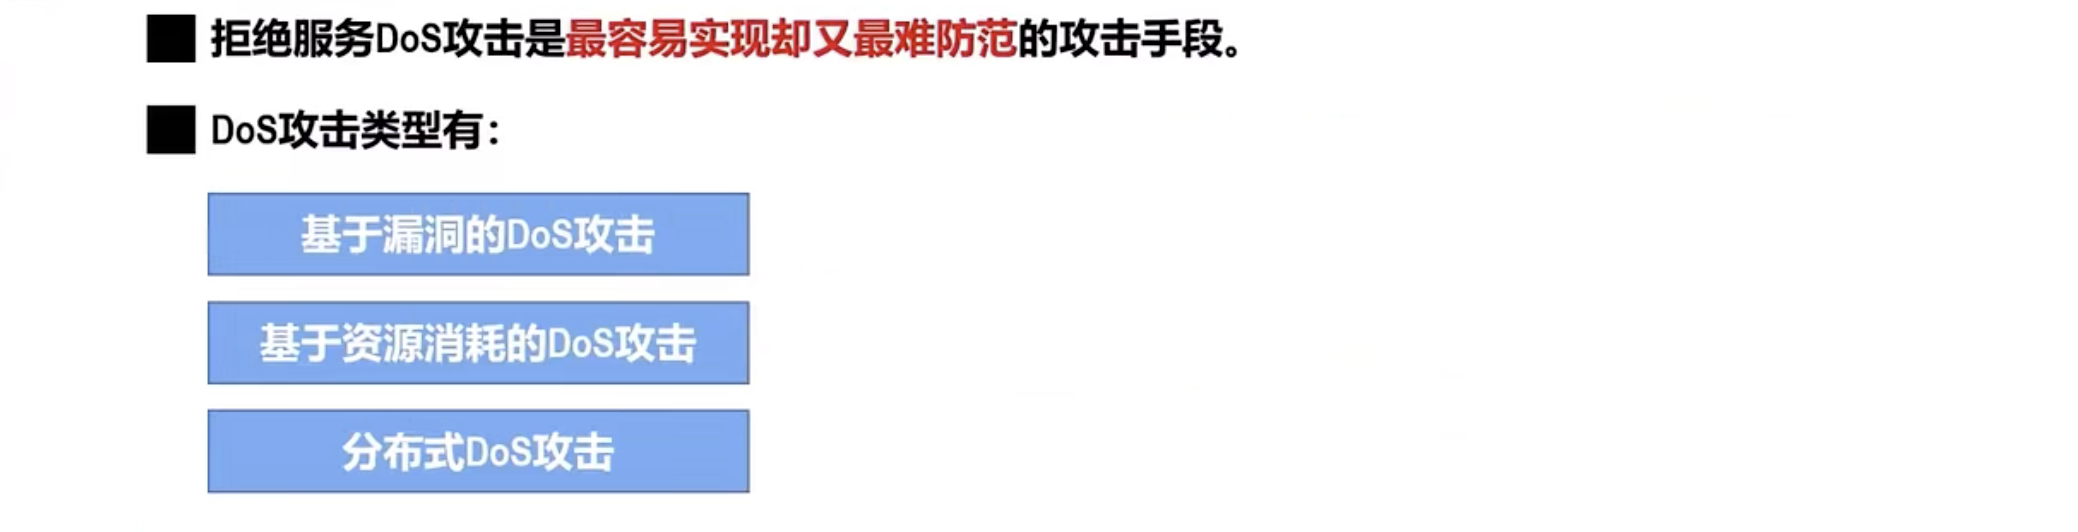 拒绝服务DoS攻击是最容易实现却又最难防范的攻击手段。
DoS攻击类型有：
基于漏洞的DoS攻击
基于资源消耗的DoS攻击
分布式DoS攻击